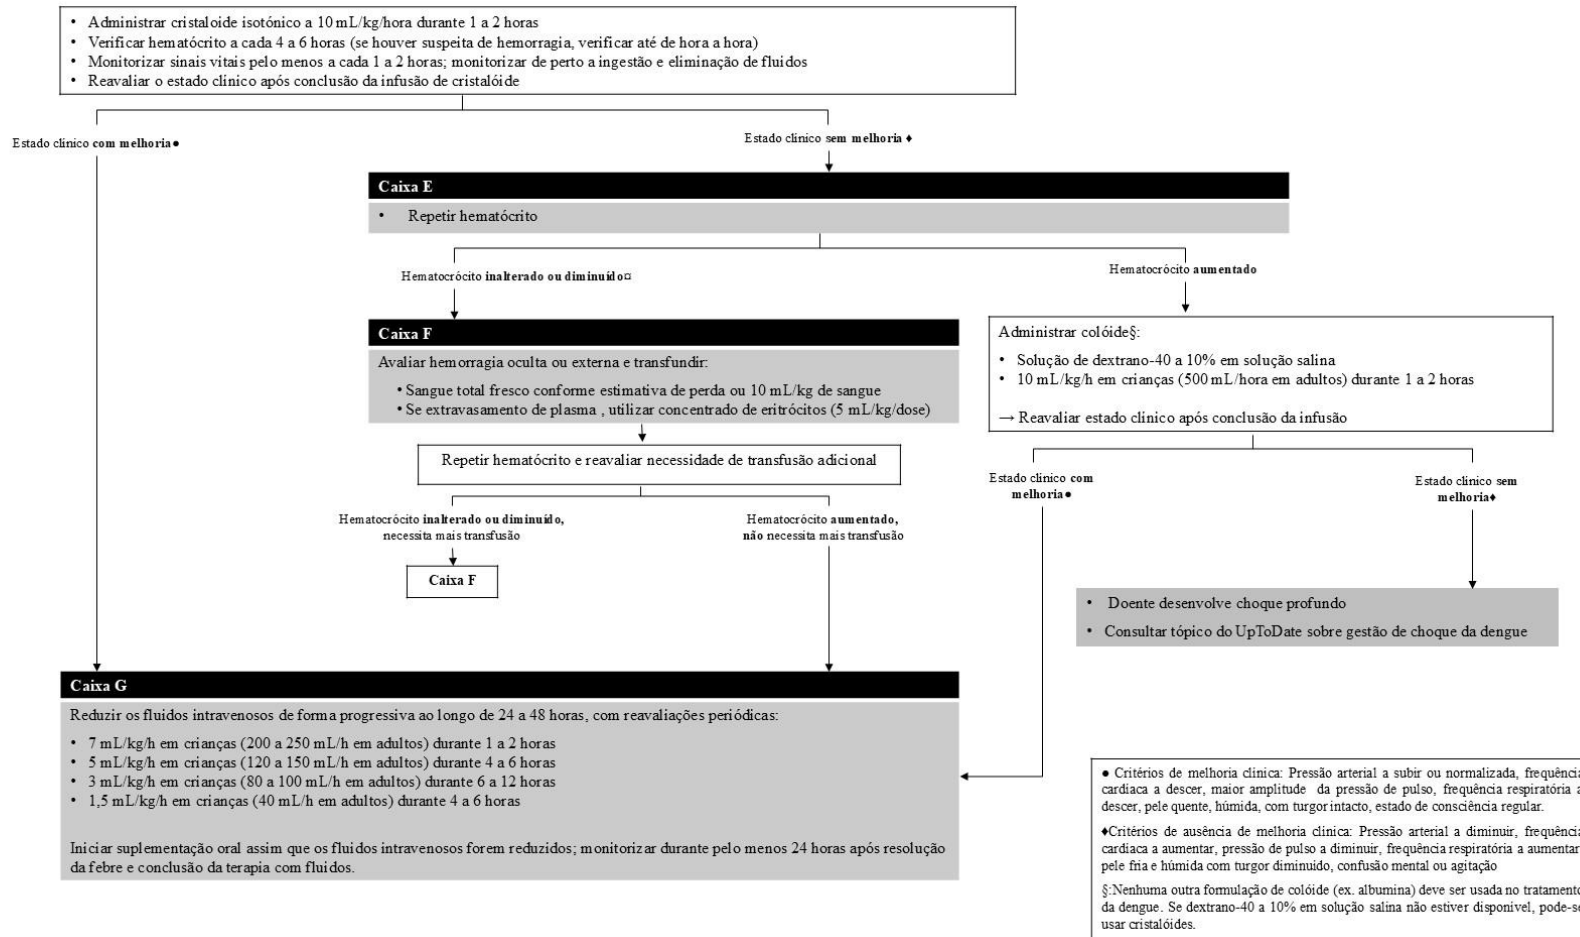 • Administrar cristaloide isotónico a 10 mL/kg/hora durante 1 a 2 horas
• Verificar hematócrito a cada 4 a 6 horas (se houver suspeita de hemorragia, verificar até de hora a hora)
• Monitorizar sinais vitais pelo menos a cada 1 a 2 horas; monitorizar de perto a ingestão e eliminação de fluidos
• Reavaliar o estado clínico após conclusão da infusão de cristalóide
Estado clínico com melhoria●
Estado clínico sem melhoria ♦
Caixa E
• Repetir hematócrito
Hematocrócito inalterado ou diminuído¤
Hematocrócito aumentado
Caixa F
Avaliar hemorragia oculta ou externa e transfundir:
• Sangue total fresco conforme estimativa de perda ou 10 mL/kg de sangue
• Se extravasamento de plasma , utilizar concentrado de eritrócitos (5 mL/kg/dose)
Repetir hematócrito e reavaliar necessidade de transfusão adicional
Hematocrócito inalterado ou diminuído,
necessita mais transfusão
Hematocrócito aumentado,
não necessita mais transfusão
Caixa F
Administrar colóide§:
• Solução de dextrano-40 a 10% em solução salina
• 10 mL/kg/h em crianças (500 mL/hora em adultos) durante 1 a 2 horas
→ Reavaliar estado clínico após conclusão da infusão
Estado clínico com
melhoria●
Estado clínico sem
melhoria♦
• Doente desenvolve choque profundo
• Consultar tópico do UpToDate sobre gestão de choque da dengue
Caixa G
Reduzir os fluidos intravenosos de forma progressiva ao longo de 24 a 48 horas, com reavaliações periódicas:
• 7 mL/kg/h em crianças (200 a 250 mL/h em adultos) durante 1 a 2 horas
• 5 mL/kg/h em crianças (120 a 150 mL/h em adultos) durante 4 a 6 horas
• 3 mL/kg/h em crianças (80 a 100 mL/h em adultos) durante 6 a 12 horas
• 1,5 mL/kg/h em crianças (40 mL/h em adultos) durante 4 a 6 horas
Iniciar suplementação oral assim que os fluidos intravenosos forem reduzidos; monitorizar durante pelo menos 24 horas após resolução
da febre e conclusão da terapia com fluidos.
● Critérios de melhoria clinica: Pressão arterial a subir ou normalizada, frequência
cardíaca a descer, maior amplitude da pressão de pulso, frequência respiratória a
descer, pele quente, húmida, com turgor intacto, estado de consciência regular.
♦Critérios de ausência de melhoria clinica: Pressão arterial a diminuir, frequência
cardíaca a aumentar, pressão de pulso a diminuir, frequência respiratória a aumentar,
pele fria e húmida com turgor diminuído, confusão mental ou agitação
§:Nenhuma outra formulação de colóide (ex. albumina) deve ser usada no tratamento
da dengue. Se dextrano-40 a 10% em solução salina não estiver disponivel, pode-se
usar cristalóides.